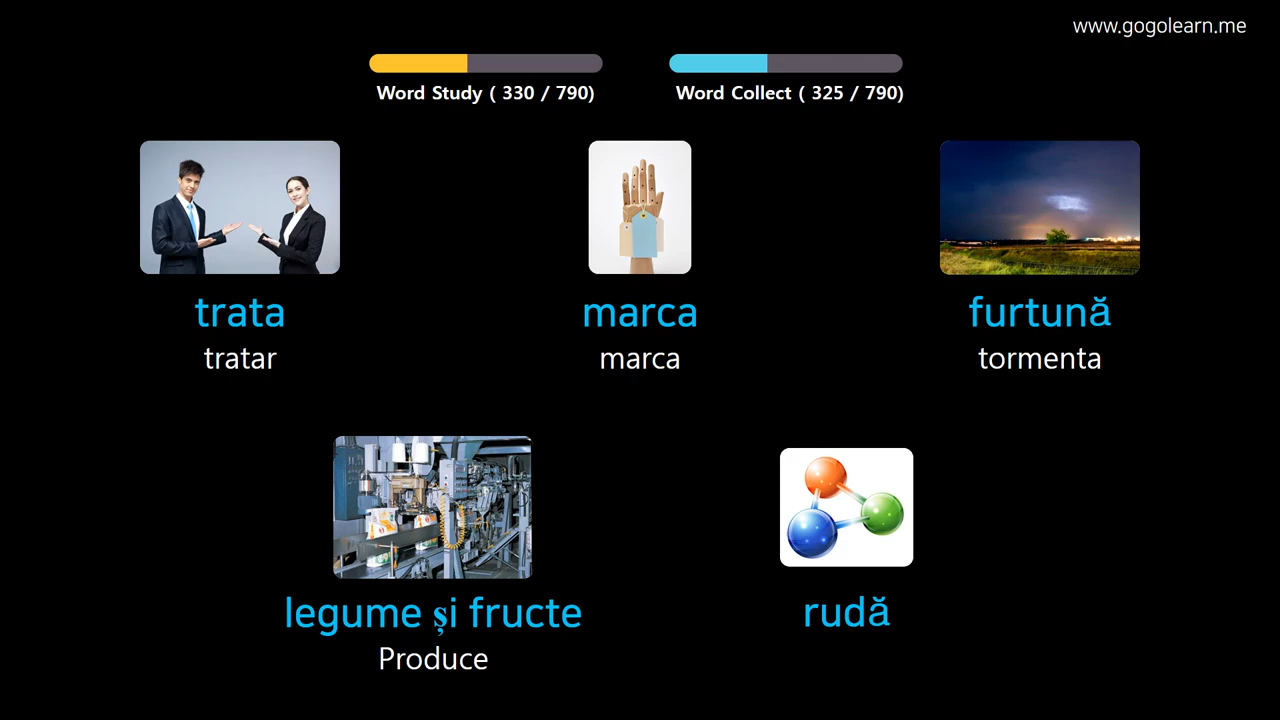 www.gogolearn.me
Word Study ( 330 / 790)
Word Collect ( 325 / 790)
trata
tratar
marca
marca
furtună
tormenta
legume și fructe
Produce
rudă